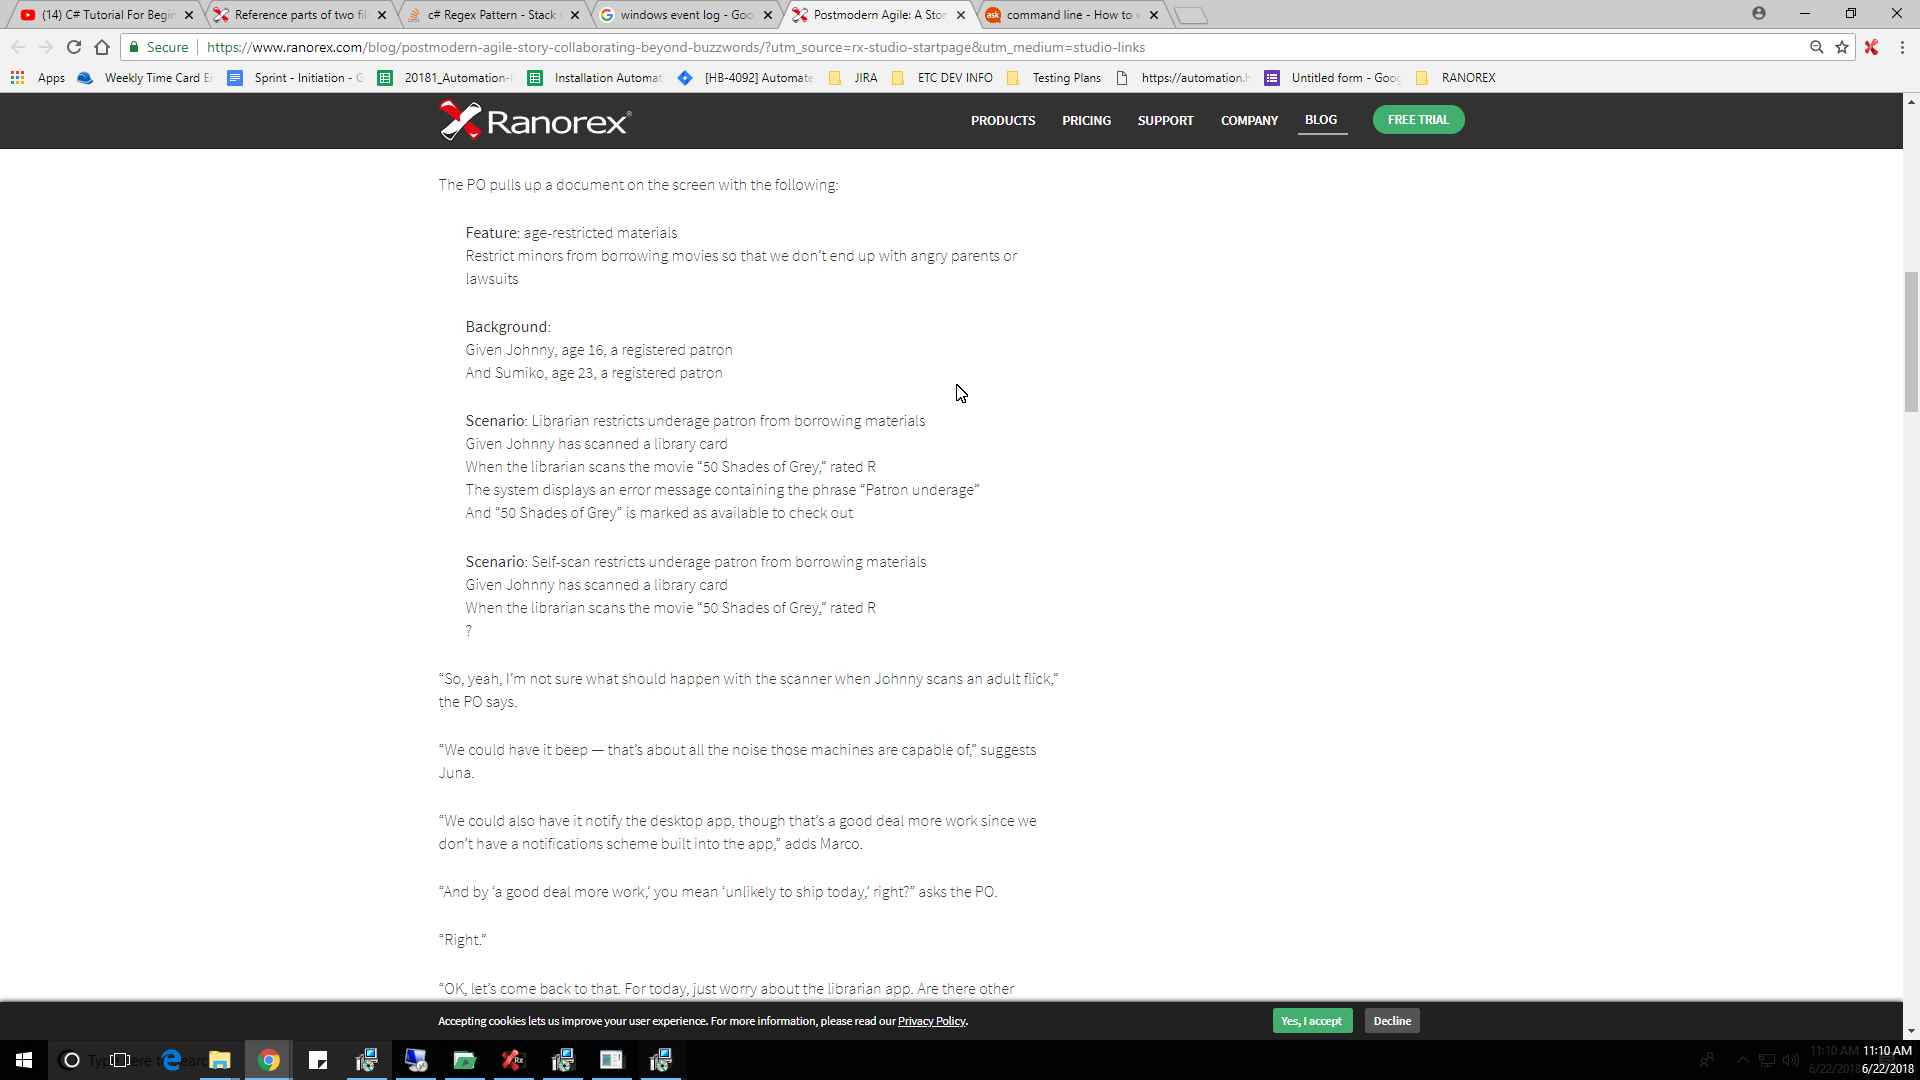 (14) C# Tutorial For Begin
Reference parts of two fil
c# Regex Pattern - Stack
windows event log - Goo
Postmodern Agile: A Stor
ask command line - How to
Secure
https://www.ranorex.com/blog/postmodern-agile-story-collaborating-beyond-buzzwords/?utm_source=rx-studio-startpage&utm_medium=studio-links
Apps
Weekly Time Card E
Sprint - Initiation - G
20181_Automation-
Installation Automat
[HB-4092] Automate
JIRA
ETC DEV INFO
Testing Plans
https://automation.h
Untitled form - Goo
RANOREX
Ranorex®
PRODUCTS
PRICING
SUPPORT
COMPANY
BLOG
FREE TRIAL
The PO pulls up a document on the screen with the following:
Feature: age-restricted materials
Restrict minors from borrowing movies so that we don’t end up with angry parents or
lawsuits
Background:
Given Johnny, age 16, a registered patron
And Sumiko, age 23, a registered patron
Scenario: Librarian restricts underage patron from borrowing materials
Given Johnny has scanned a library card
When the librarian scans the movie “50 Shades of Grey,” rated R
The system displays an error message containing the phrase “Patron underage”
And “50 Shades of Grey” is marked as available to check out
Scenario: Self-scan restricts underage patron from borrowing materials
Given Johnny has scanned a library card
When the librarian scans the movie “50 Shades of Grey,” rated R
?
“So, yeah, I’m not sure what should happen with the scanner when Johnny scans an adult flick,”
the PO says.
“We could have it beep — that’s about all the noise those machines are capable of,” suggests
Juna.
“We could also have it notify the desktop app, though that’s a good deal more work since we
don’t have a notifications scheme built into the app,” adds Marco.
“And by ‘a good deal more work,’ you mean ‘unlikely to ship today,’ right?” asks the PO.
“Right.”
“OK, let’s come back to that. For today, just worry about the librarian app. Are there other
Accepting cookies lets us improve your user experience. For more information, please read our Privacy Policy.
Yes, I accept
Decline
Rx
11:10 AM
11:10 AM
6/22/2018
6/22/2018